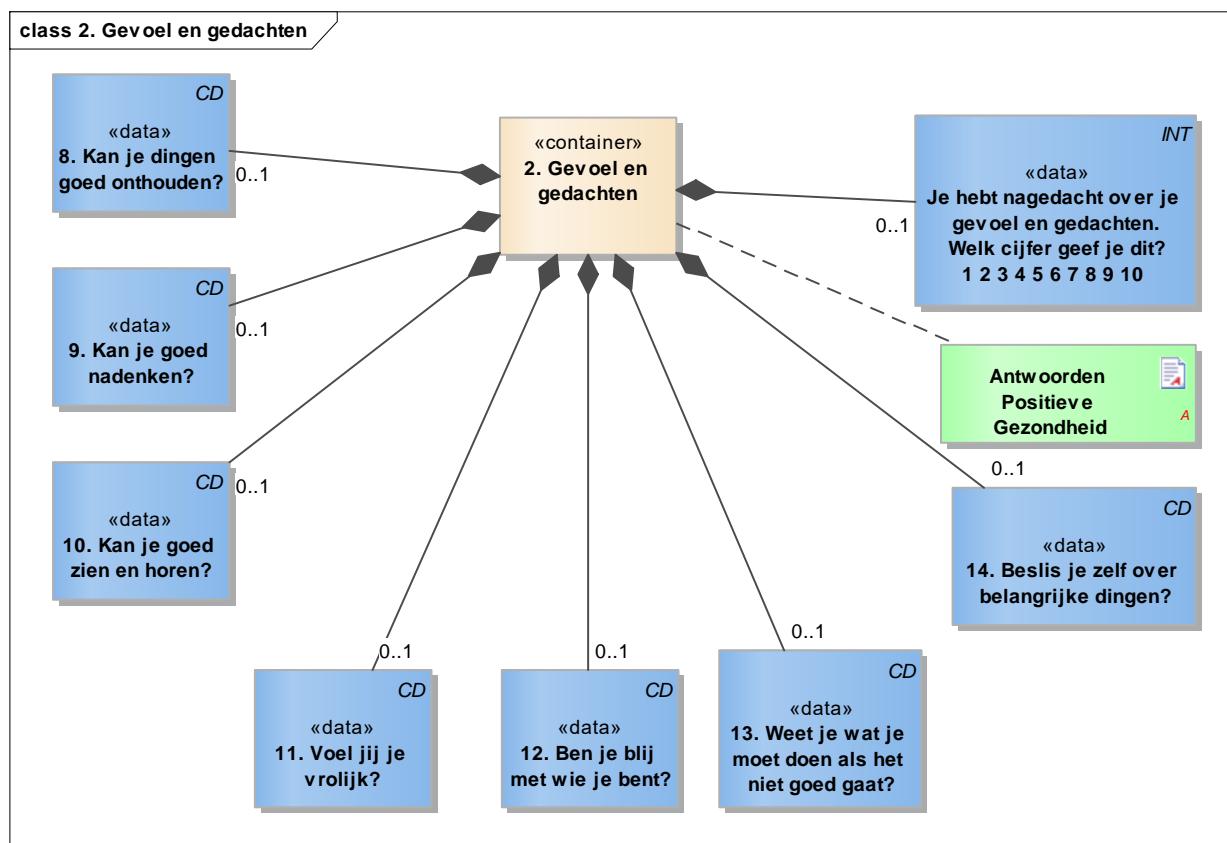 class 2. Gevoel en gedachten
CD
«data»
8. Kan je dingen
goed onthouden?
0..1
«container»
2. Gevoel en
gedachten
INT
«data»
Je hebt nagedacht over je
gevoel en gedachten.
Welk cijfer geef je dit?
1 2 3 4 5 6 7 8 9 10
0..1
CD
«data»
9. Kan je goed
nadenken?
0..1
Antwoorden
Positieve
Gezondheid
A
CD
«data»
10. Kan je goed
zien en horen?
0..1
CD
«data»
14. Beslis je zelf over
belangrijke dingen?
0..1
CD
«data»
11. Voel jij je
vrolijk?
0..1
CD
«data»
12. Ben je blij
met wie je bent?
0..1
CD
«data»
13. Weet je wat je
moet doen als het
niet goed gaat?
0..1